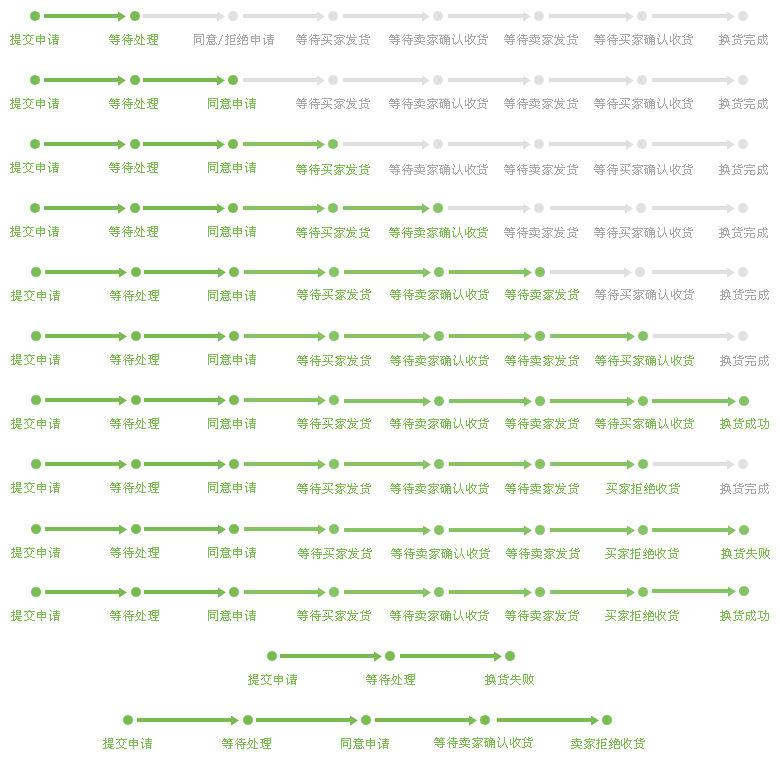 提交申请 等待处理 同意/拒绝申请 等待买家发货 等待卖家确认收货 等待卖家发货 等待买家确认收货 换货完成
提交申请 等待处理 同意申请 等待买家发货 等待卖家确认收货 等待卖家发货 等待买家确认收货 换货完成
提交申请 等待处理 同意申请 等待买家发货 等待卖家确认收货 等待卖家发货 等待买家确认收货 换货完成
提交申请 等待处理 同意申请 等待买家发货 等待卖家确认收货 等待卖家发货 等待买家确认收货 换货完成
提交申请 等待处理 同意申请 等待买家发货 等待卖家确认收货 等待卖家发货 等待买家确认收货 换货完成
提交申请 等待处理 同意申请 等待买家发货 等待卖家确认收货 等待卖家发货 等待买家确认收货 换货完成
提交申请 等待处理 同意申请 等待买家发货 等待卖家确认收货 等待卖家发货 等待买家确认收货 换货成功
提交申请 等待处理 同意申请 等待买家发货 等待卖家确认收货 等待卖家发货 买家拒绝收货 换货完成
提交申请 等待处理 同意申请 等待买家发货 等待卖家确认收货 等待卖家发货 买家拒绝收货 换货失败
提交申请 等待处理 同意申请 等待买家发货 等待卖家确认收货 等待卖家发货 买家拒绝收货 换货成功
提交申请 等待处理 换货失败
提交申请 等待处理 同意申请 等待卖家确认收货 卖家拒绝收货